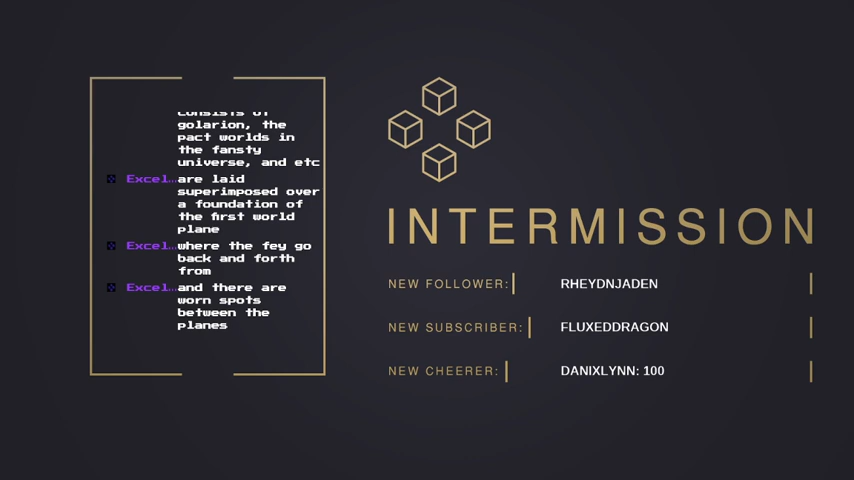 consists of
golarion, the
pact worlds in
the fansty
universe, and etc
Excel…are laid
superimposed over
a foundation of
the first world
plane
Excel…where the fey go
back and forth
from
Excel…and there are
worn spots
between the
planes
INTERMISSION
NEW FOLLOWER: RHEYDNJADEN
NEW SUBSCRIBER: FLUXEDDRAGON
NEW CHEERER: DANIXLYNN: 100